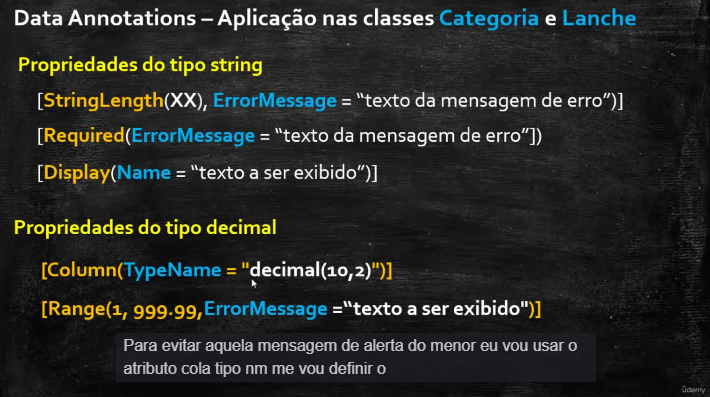 Data Annotations – Aplicação nas classes Categoria e Lanche
Propriedades do tipo string
[StringLength(XX), ErrorMessage = “texto da mensagem de erro”)]
[Required(ErrorMessage = “texto da mensagem de erro”])
[Display(Name = “texto a ser exibido”)]
Propriedades do tipo decimal
[Column(TypeName = "decimal(10,2)")]
[Range(1, 999.99,ErrorMessage =“texto a ser exibido")]
Para evitar aquela mensagem de alerta do menor eu vou usar o
atributo cola tipo nm me vou definir o
ûdemy